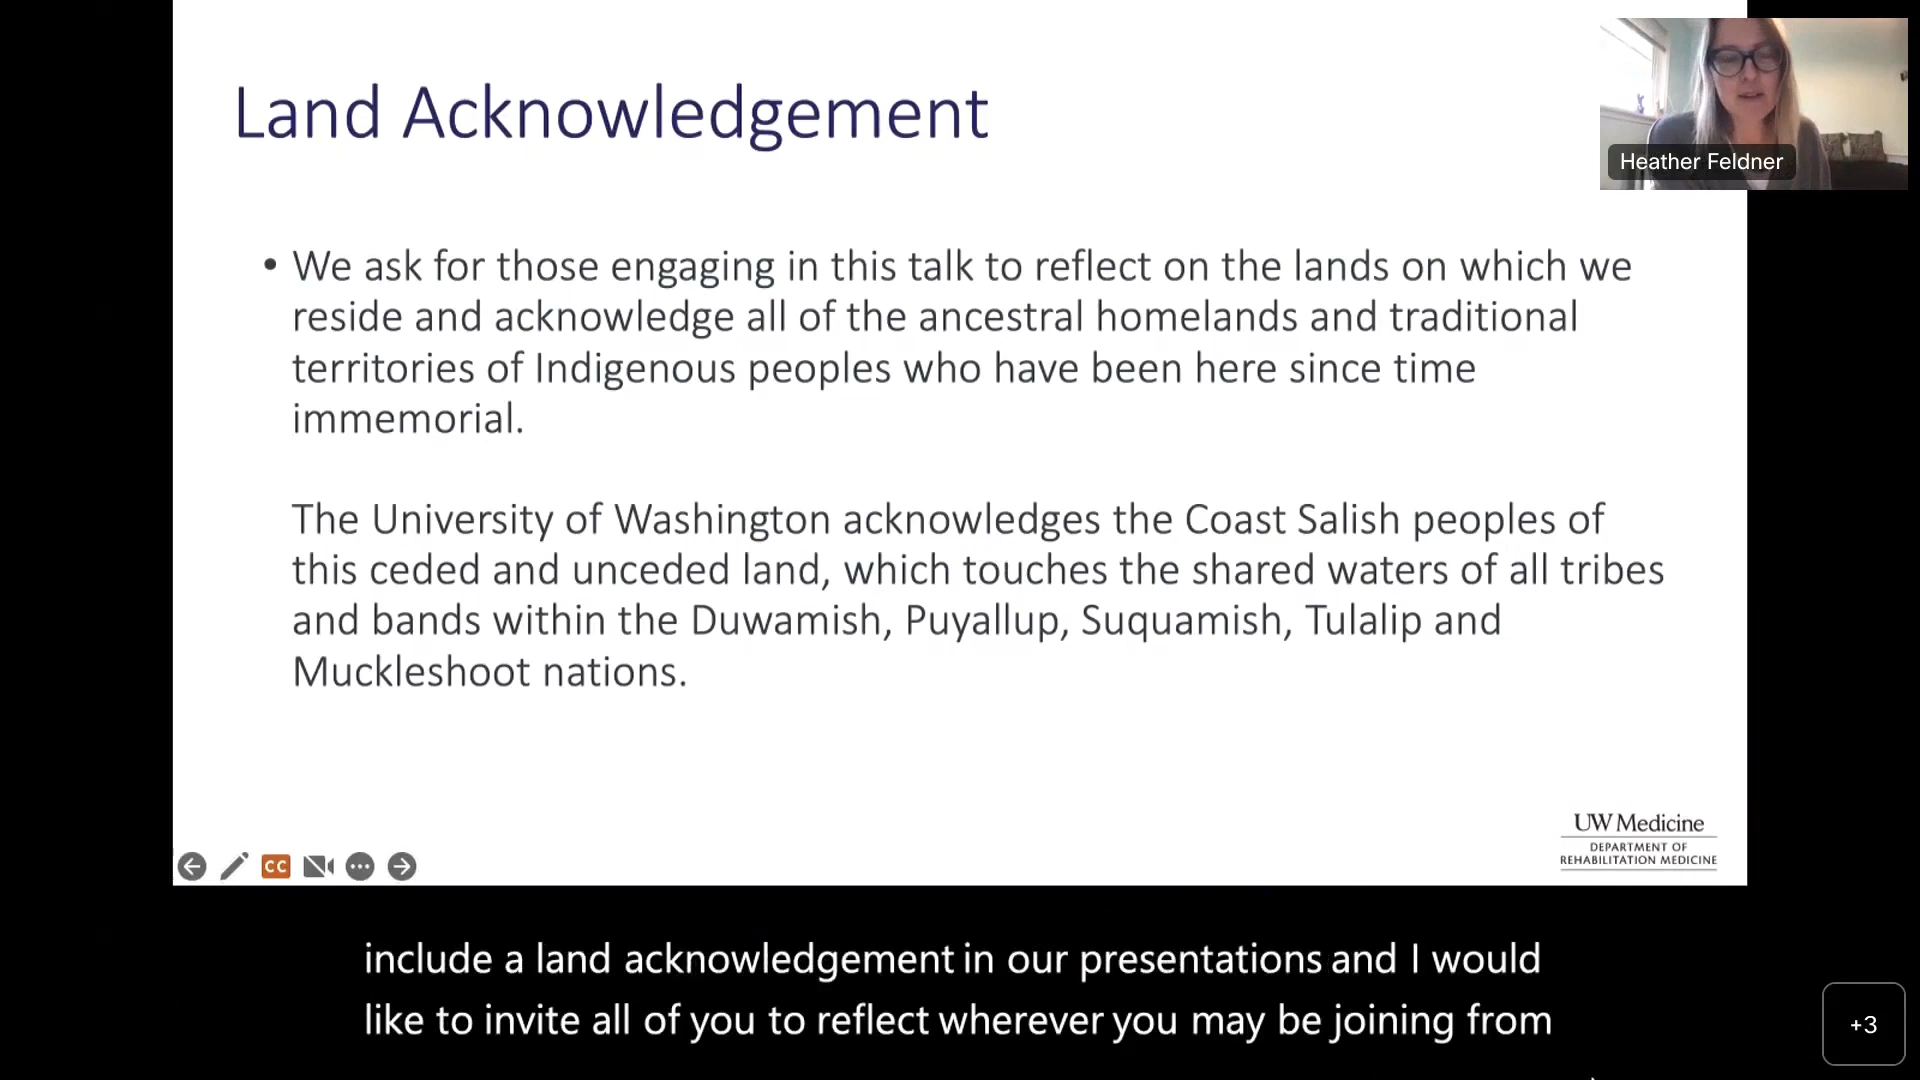 Land Acknowledgement
Heather Feldner
• We ask for those engaging in this talk to reflect on the lands on which we
reside and acknowledge all of the ancestral homelands and traditional
territories of Indigenous peoples who have been here since time
immemorial.
The University of Washington acknowledges the Coast Salish peoples of
this ceded and unceded land, which touches the shared waters of all tribes
and bands within the Duwamish, Puyallup, Suquamish, Tulalip and
Muckleshoot nations.
UW Medicine
DEPARTMENT OF
REHABILITATION MEDICINE
CC
include a land acknowledgement in our presentations and I would
like to invite all of you to reflect wherever you may be joining from
+3